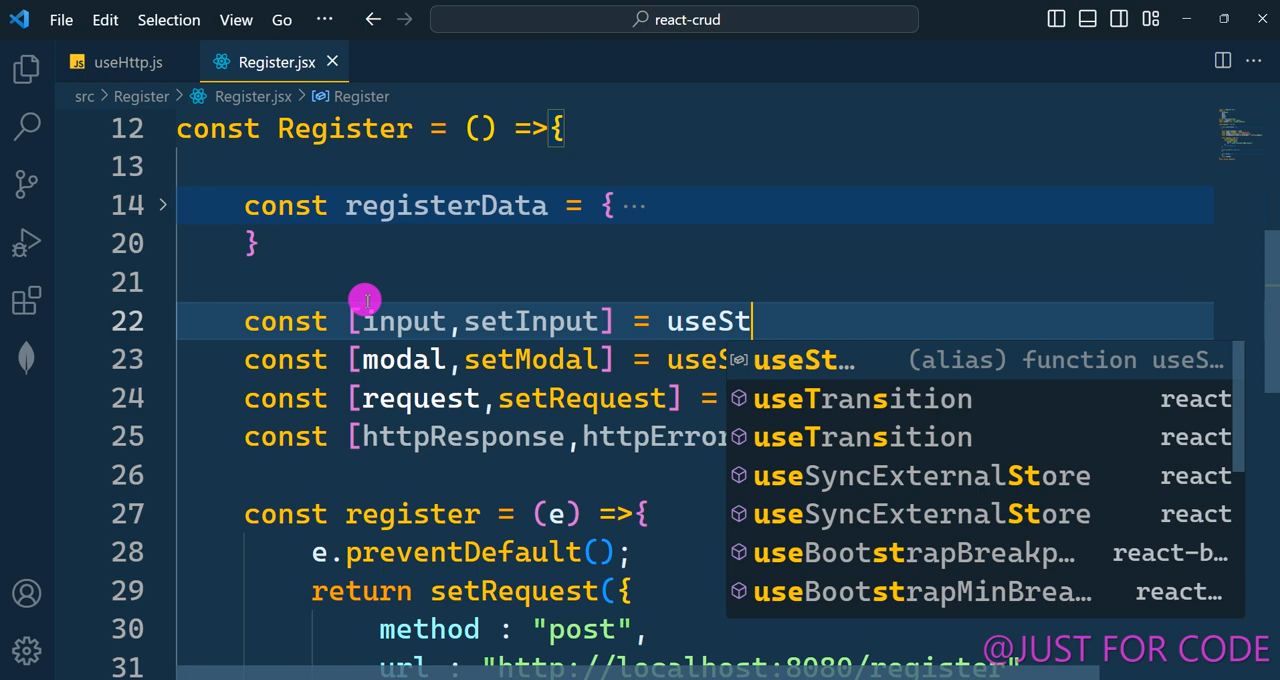 File Edit Selection View Go ··· react-crud
JS useHttp.js Register.jsx
src > Register > Register.jsx > Register
12 const Register = () =>{
13
14 const registerData = {···
20 }
21
22 const [input,setInput] = useSt
23 const [modal,setModal] = useS
24 const [request,setRequest] =
25 const [httpResponse,httpError
26
27 const register = (e) =>{
28 e.preventDefault();
29 return setRequest({
30 method : "post",
31 url : "http://localhost:8080/register"
useSt… (alias) function useS…
useTransition react
useTransition react
useSyncExternalStore react
useSyncExternalStore react
useBootstrapBreakp… react-b…
useBootstrapMinBrea… react…
@JUST FOR CODE